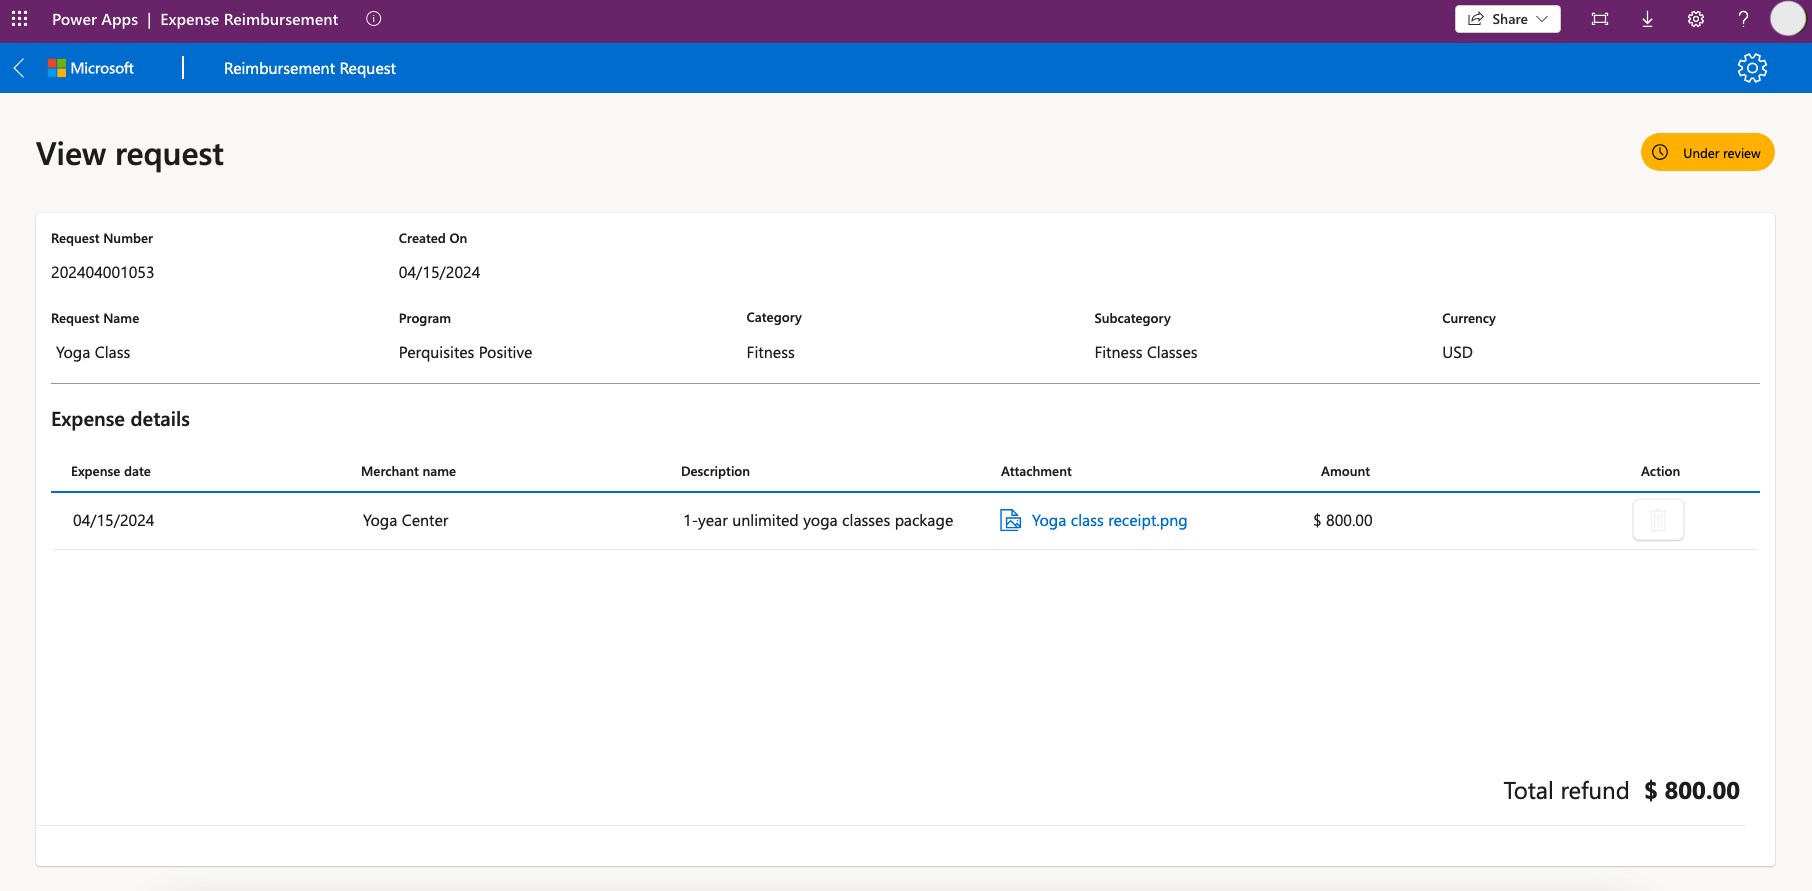 Power Apps | Expense Reimbursement
Share
?
Microsoft
Reimbursement Request
View request
Under review
Request Number
Created On
202404001053
04/15/2024
Request Name
Program
Category
Subcategory
Currency
Yoga Class
Perquisites Positive
Fitness
Fitness Classes
USD
Expense details
Expense date
Merchant name
Description
Attachment
Amount
Action
04/15/2024
Yoga Center
1-year unlimited yoga classes package
Yoga class receipt.png
$ 800.00
Total refund $ 800.00